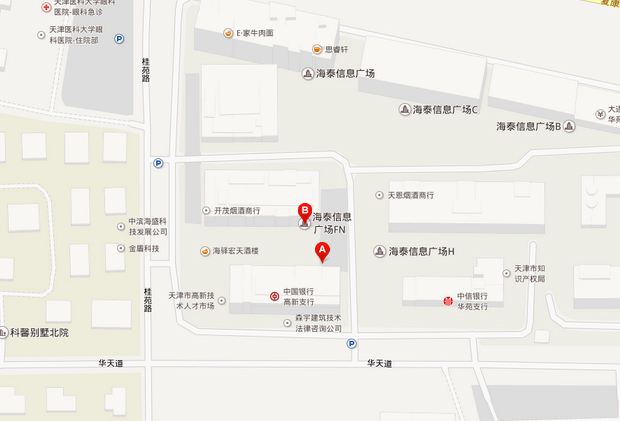 天津医科大学眼
科医院-眼科急诊
天津医科大学眼
科医院-住院部
P
桂苑路
E·家牛肉面
思睿轩
海泰信息广场
海泰信息广场C
海泰信息广场B
P
开茂烟酒商行
B
海泰信息
广场FN
天恩烟酒商行
中滨海盛科
技发展公司
金盾科技
海驿宏天酒楼
A
海泰信息广场H
天津市知
识产权局
桂苑路
天津市高新技
术人才市场
中国银行
高新支行
中信银行
华苑支行
森宇建筑技术
法律咨询公司
科馨别墅北院
P
华天道
华天道